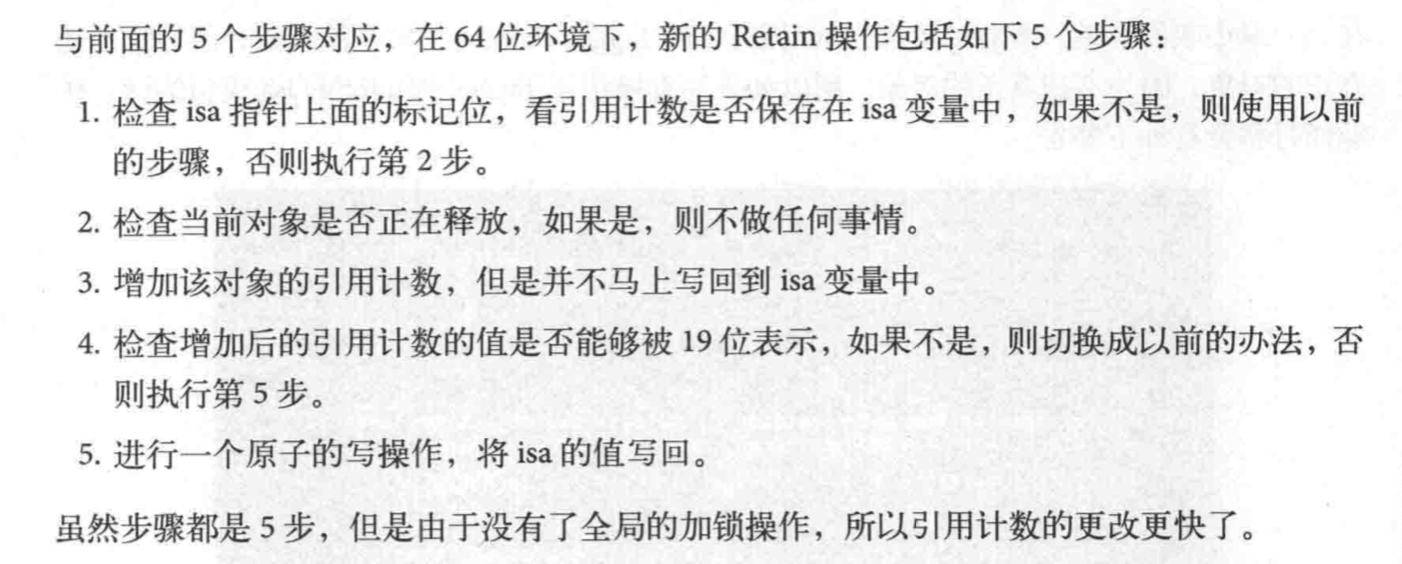 与前面的 5 个步骤对应，在 64 位环境下，新的 Retain 操作包括如下 5 个步骤：
1. 检查 isa 指针上面的标记位，看引用计数是否保存在 isa 变量中，如果不是，则使用以前
的步骤，否则执行第 2 步。
2. 检查当前对象是否正在释放，如果是，则不做任何事情。
3. 增加该对象的引用计数，但是并不马上写回到 isa 变量中。
4. 检查增加后的引用计数的值是否能够被 19 位表示，如果不是，则切换成以前的办法，否
则执行第 5 步。
5. 进行一个原子的写操作，将 isa 的值写回。
虽然步骤都是 5 步，但是由于没有了全局的加锁操作，所以引用计数的更改更快了。